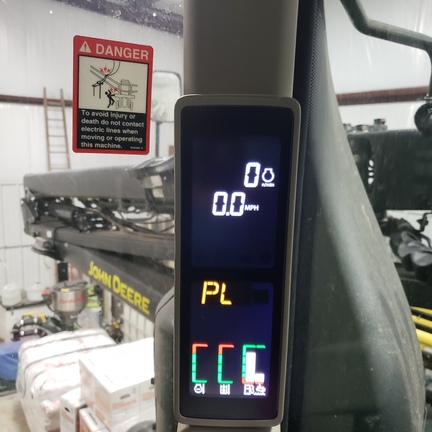 DANGER
To avoid injury or
death do not contact
electric lines when
moving or operating
this machine.
0
0.0 MPH
PL
JOHN DEERE